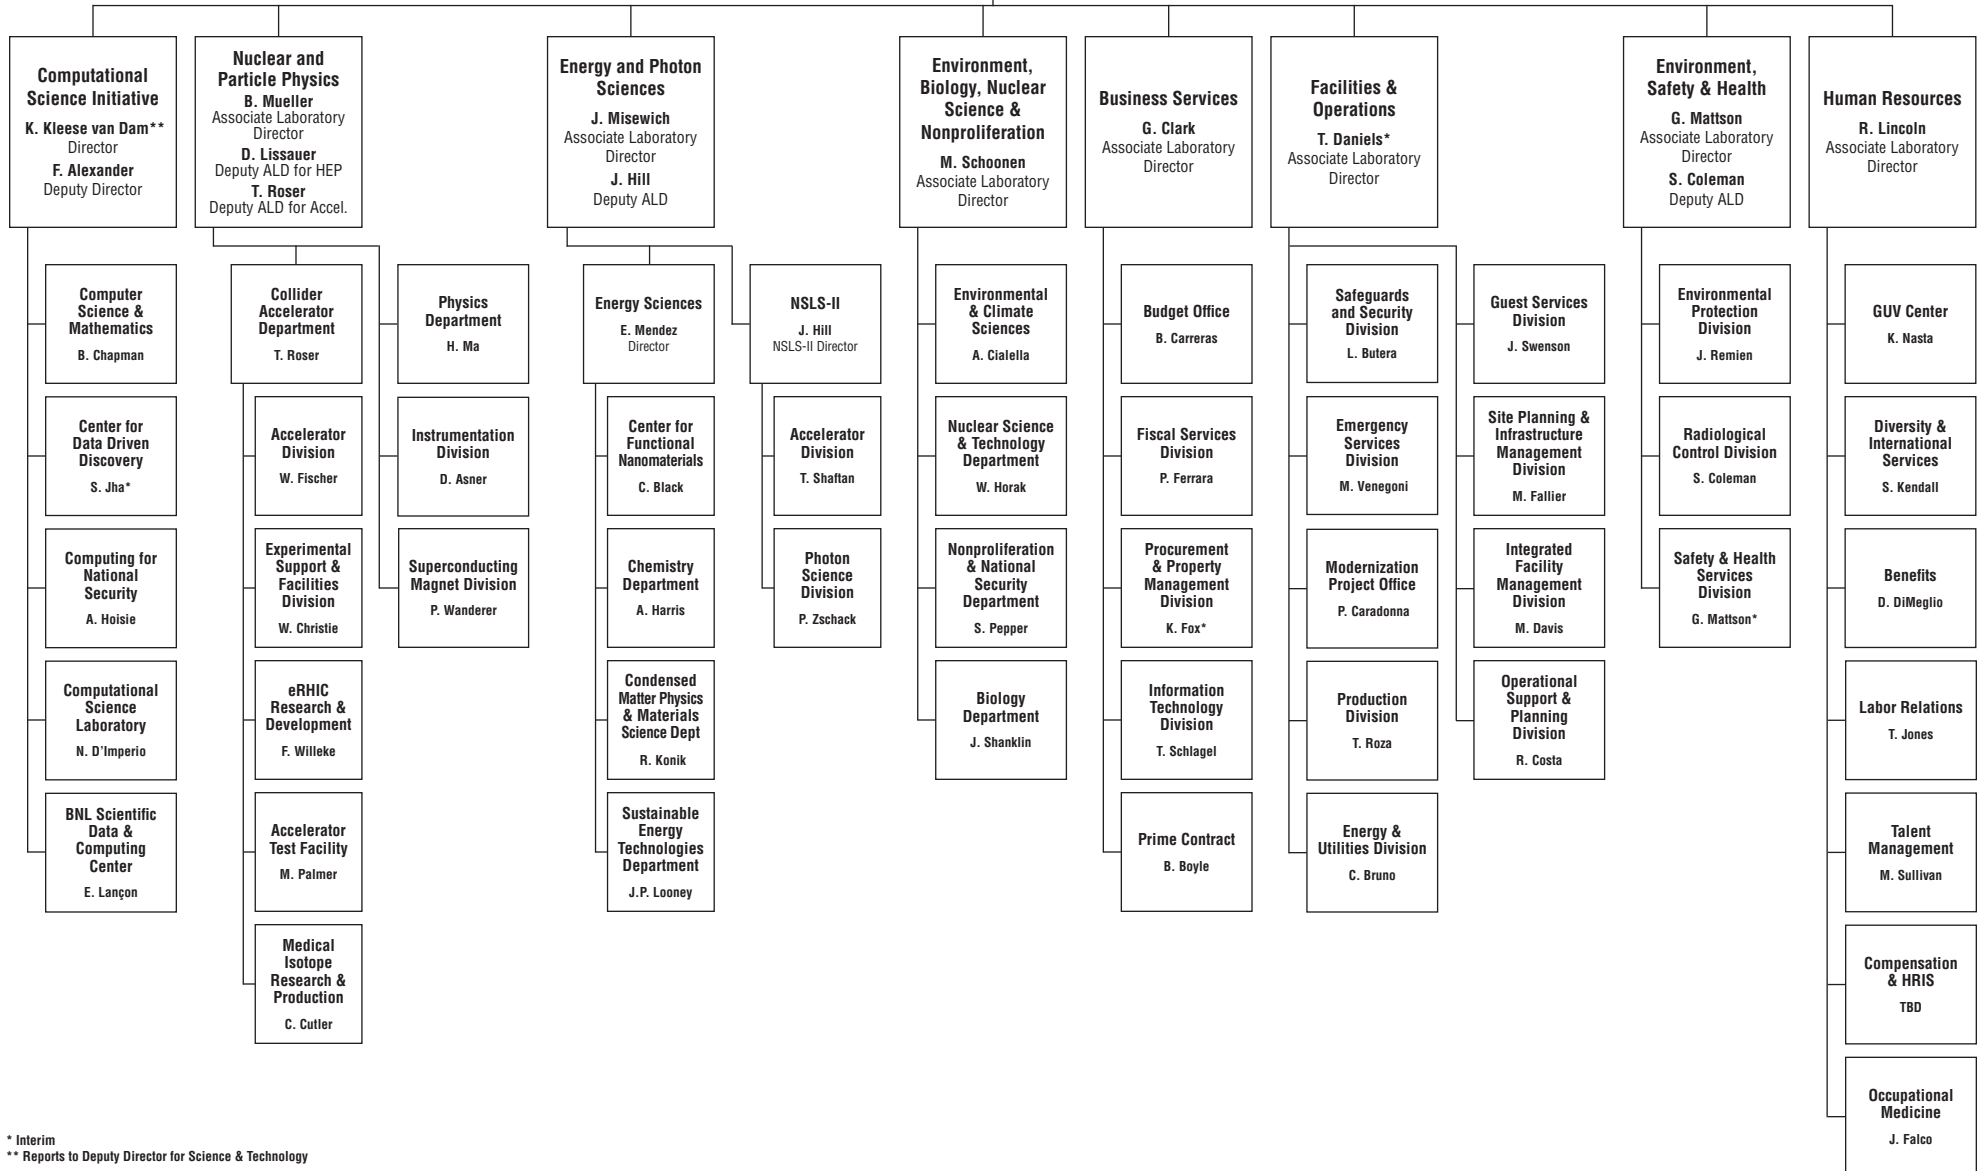 Computational
Science Initiative
K. Kleese van Dam**
Director
F. Alexander
Deputy Director
Nuclear and
Particle Physics
B. Mueller
Associate Laboratory
Director
D. Lissauer
Deputy ALD for HEP
T. Roser
Deputy ALD for Accel.
Energy and Photon
Sciences
J. Misewich
Associate Laboratory
Director
J. Hill
Deputy ALD
Environment,
Biology, Nuclear
Science &
Nonproliferation
M. Schoonen
Associate Laboratory
Director
Business Services
G. Clark
Associate Laboratory
Director
Facilities &
Operations
T. Daniels*
Associate Laboratory
Director
Environment,
Safety & Health
G. Mattson
Associate Laboratory
Director
S. Coleman
Deputy ALD
Human Resources
R. Lincoln
Associate Laboratory
Director
Computer
Science &
Mathematics
B. Chapman
Collider
Accelerator
Department
T. Roser
Physics
Department
H. Ma
Energy Sciences
E. Mendez
Director
NSLS-II
J. Hill
NSLS-II Director
Environmental
& Climate
Sciences
A. Cialella
Budget Office
B. Carreras
Safeguards
and Security
Division
L. Butera
Guest Services
Division
J. Swenson
Environmental
Protection
Division
J. Remien
GUV Center
K. Nasta
Center for
Data Driven
Discovery
S. Jha*
Accelerator
Division
W. Fischer
Instrumentation
Division
D. Asner
Center for
Functional
Nanomaterials
C. Black
Accelerator
Division
T. Shaftan
Nuclear Science
& Technology
Department
W. Horak
Fiscal Services
Division
P. Ferrara
Emergency
Services
Division
M. Venegoni
Site Planning &
Infrastructure
Management
Division
M. Fallier
Radiological
Control Division
S. Coleman
Diversity &
International
Services
S. Kendall
Computing for
National
Security
A. Hoisie
Experimental
Support &
Facilities
Division
W. Christie
Superconducting
Magnet Division
P. Wanderer
Chemistry
Department
A. Harris
Photon
Science
Division
P. Zschack
Nonproliferation
& National
Security
Department
S. Pepper
Procurement
& Property
Management
Division
K. Fox*
Modernization
Project Office
P. Caradonna
Integrated
Facility
Management
Division
M. Davis
Safety & Health
Services
Division
G. Mattson*
Benefits
D. DiMeglio
Computational
Science
Laboratory
N. D'Imperio
eRHIC
Research &
Development
F. Willeke
Condensed
Matter Physics
& Materials
Science Dept
R. Konik
Biology
Department
J. Shanklin
Information
Technology
Division
T. Schlagel
Production
Division
T. Roza
Operational
Support &
Planning
Division
R. Costa
Labor Relations
T. Jones
BNL Scientific
Data &
Computing
Center
E. Lançon
Accelerator
Test Facility
M. Palmer
Sustainable
Energy
Technologies
Department
J.P. Looney
Prime Contract
B. Boyle
Energy &
Utilities Division
C. Bruno
Talent
Management
M. Sullivan
Medical
Isotope
Research &
Production
C. Cutler
Compensation
& HRIS
TBD
Occupational
Medicine
J. Falco
* Interim
** Reports to Deputy Director for Science & Technology